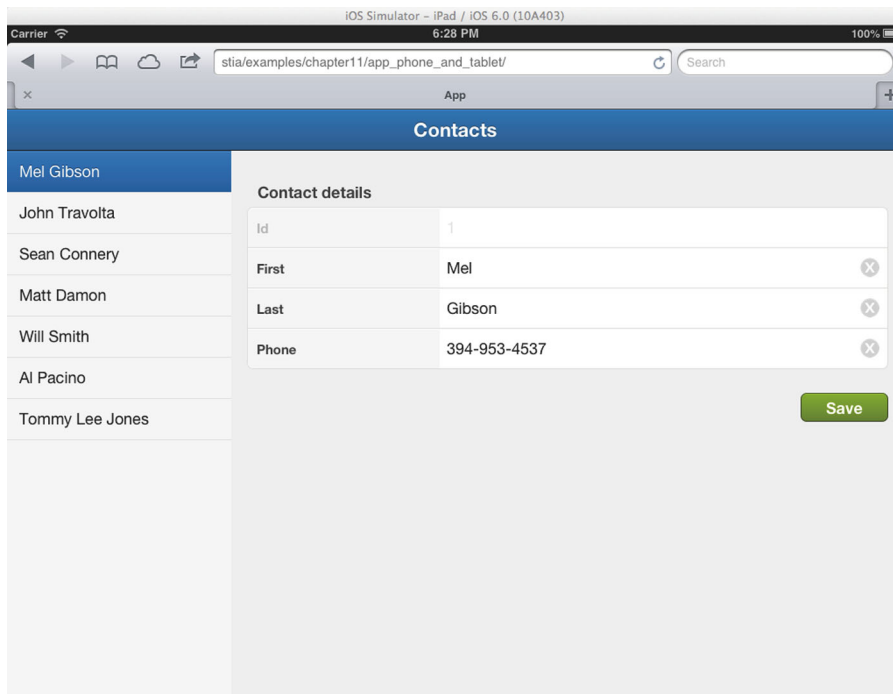 iOS Simulator – iPad / iOS 6.0 (10A403)
Carrier 6:28 PM 100%
stia/examples/chapter11/app_phone_and_tablet/ Search
App
Contacts
Mel Gibson
John Travolta
Sean Connery
Matt Damon
Will Smith
Al Pacino
Tommy Lee Jones
Contact details
Id 1
First Mel
Last Gibson
Phone 394-953-4537
Save